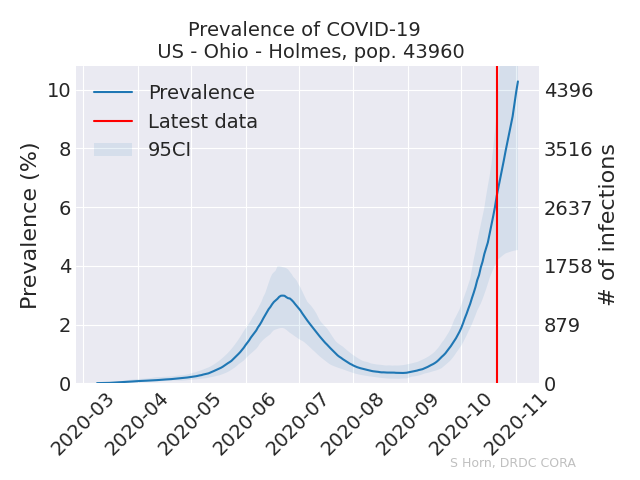 Prevalence of COVID-19
US - Ohio - Holmes, pop. 43960
Prevalence
Latest data
95CI
Prevalence (%)
10
8
6
4
2
0
4396
3516
2637
1758
879
0
# of infections
2020-03
2020-04
2020-05
2020-06
2020-07
2020-08
2020-09
2020-10
2020-11
S Horn, DRDC CORA